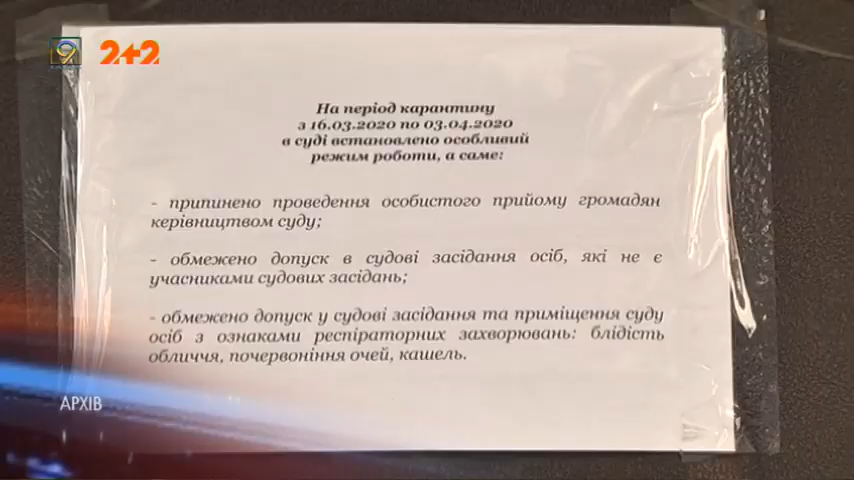 9 2+2
На період карантину
з 16.03.2020 по 03.04.2020
в суді встановлено особливий
режим роботи, а саме:
- припинено проведення особистого прийому громадян
керівництвом суду;
- обмежено допуск в судові засідання осіб, які не є
учасниками судових засідань;
- обмежено допуск у судові засідання та приміщення суду
осіб з ознаками респіраторних захворювань: блідість
обличчя, почервоніння очей, кашель.
АРХІВ